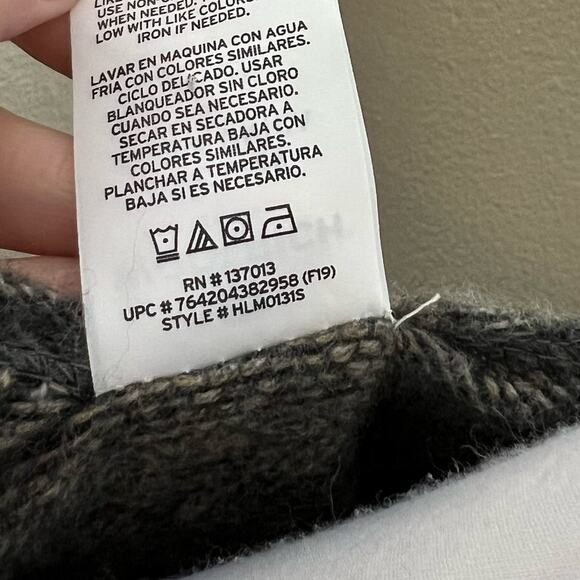 USE NON-
WHEN NEEDED.
LOW WITH LIKE COLORS
IRON IF NEEDED.
LAVAR EN MAQUINA CON AGUA
FRIA CON COLORES SIMILARES.
CICLO DELICADO. USAR
BLANQUEADOR SIN CLORO
CUANDO SEA NECESARIO.
SECAR EN SECADORA A
TEMPERATURA BAJA CON
COLORES SIMILARES.
PLANCHAR A TEMPERATURA
BAJA SI ES NECESARIO.
RN # 137013
UPC # 764204382958 (F19)
STYLE # HLM0131S